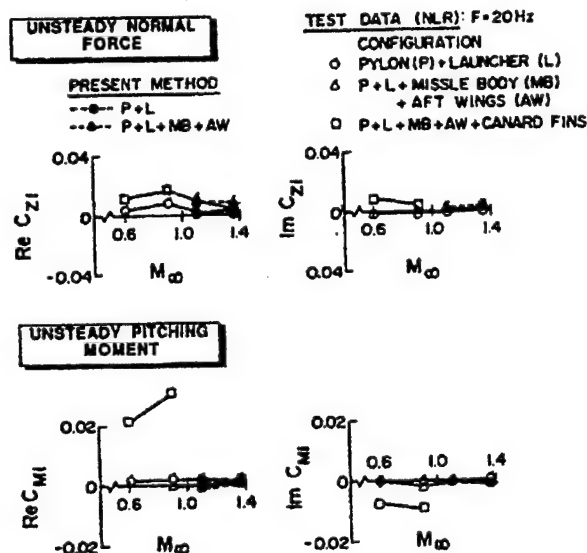 UNSTEADY NORMAL
FORCE
PRESENT METHOD
P+L
P+L+MB+AW
TEST DATA (NLR): F=20Hz
CONFIGURATION
PYLON(P)+LAUNCHER (L)
P+L+MISSLE BODY (MB)
+ AFT WINGS (AW)
P+L+MB+AW+CANARD FINS
0.04
Re C_ZI
0
-0.04
0.6
1.0
1.4
M∞
0.04
Im C_ZI
0
0.04
0.6
1.0
1.4
M∞
UNSTEADY PITCHING
MOMENT
0.02
Re C_MI
0
-0.02
0.6
1.0
1.4
M∞
0.02
Im C_MI
0
-0.02
0.6
1.0
1.4
M∞